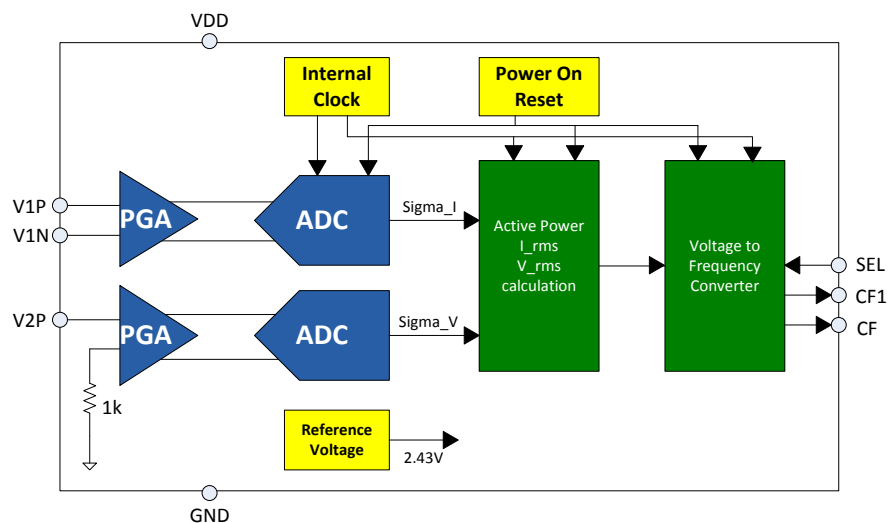 VDD
Internal
Clock
Power On
Reset
V1P
V1N
PGA
ADC
Sigma_I
Active Power
I_rms
V_rms
calculation
Voltage to
Frequency
Converter
SEL
CF1
CF
V2P
PGA
ADC
Sigma_V
1k
Reference
Voltage
2.43V
GND